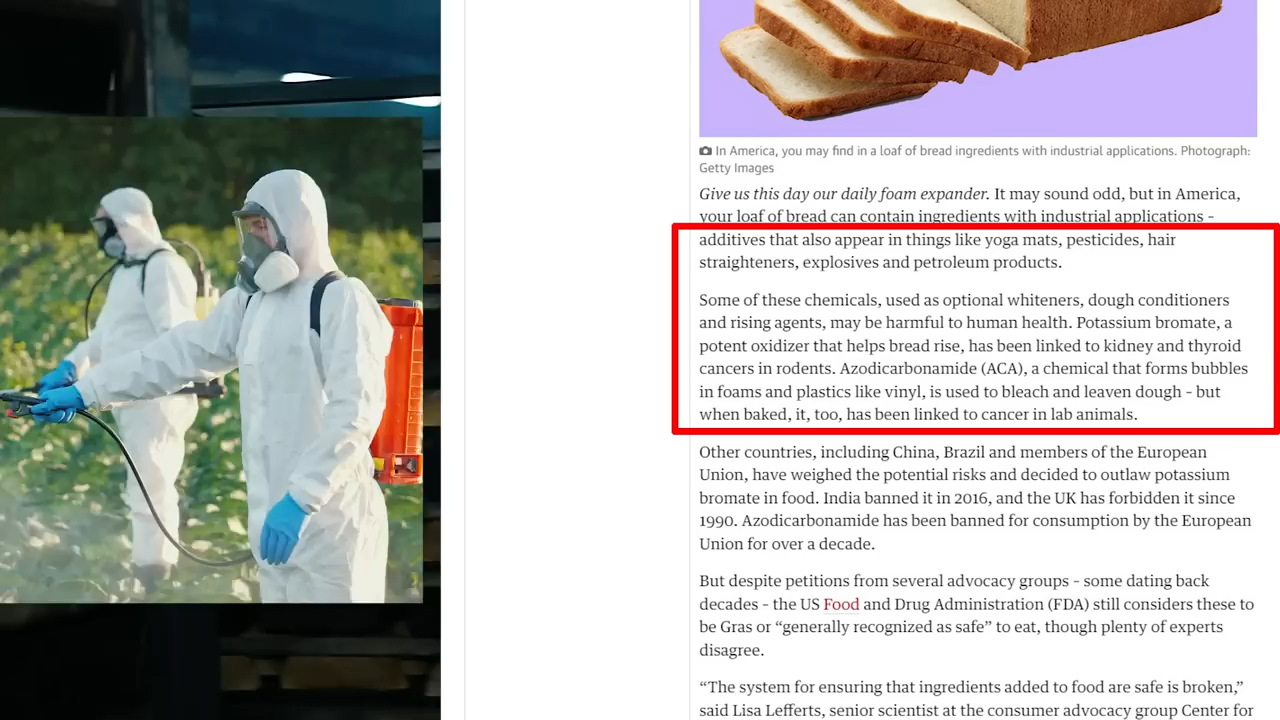 In America, you may find in a loaf of bread ingredients with industrial applications. Photograph:
Getty Images
Give us this day our daily foam expander. It may sound odd, but in America,
your loaf of bread can contain ingredients with industrial applications –
additives that also appear in things like yoga mats, pesticides, hair
straighteners, explosives and petroleum products.
Some of these chemicals, used as optional whiteners, dough conditioners
and rising agents, may be harmful to human health. Potassium bromate, a
potent oxidizer that helps bread rise, has been linked to kidney and thyroid
cancers in rodents. Azodicarbonamide (ACA), a chemical that forms bubbles
in foams and plastics like vinyl, is used to bleach and leaven dough – but
when baked, it, too, has been linked to cancer in lab animals.
Other countries, including China, Brazil and members of the European
Union, have weighed the potential risks and decided to outlaw potassium
bromate in food. India banned it in 2016, and the UK has forbidden it since
1990. Azodicarbonamide has been banned for consumption by the European
Union for over a decade.
But despite petitions from several advocacy groups – some dating back
decades – the US Food and Drug Administration (FDA) still considers these to
be Gras or “generally recognized as safe” to eat, though plenty of experts
disagree.
“The system for ensuring that ingredients added to food are safe is broken,”
said Lisa Lefferts, senior scientist at the consumer advocacy group Center for